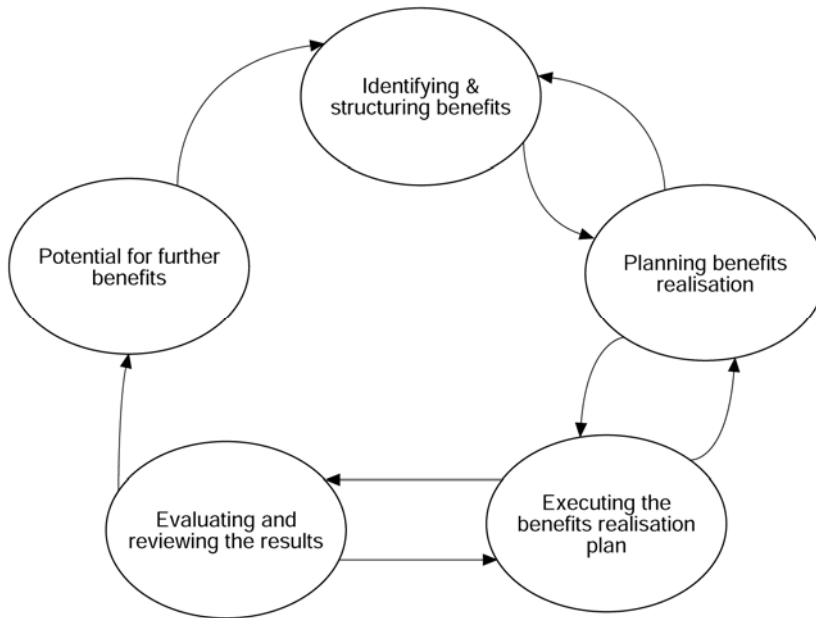 Identifying &
structuring benefits
Planning benefits
realisation
Executing the
benefits realisation
plan
Evaluating and
reviewing the results
Potential for further
benefits